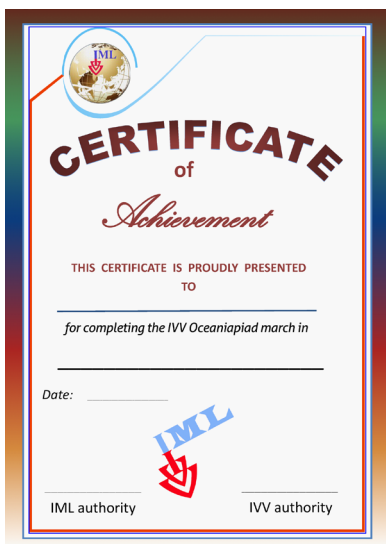 IML
CERTIFICATE
of
Achievement
THIS CERTIFICATE IS PROUDLY PRESENTED
TO
for completing the IVV Oceaniapiad march in
Date:
IML
IML authority IVV authority